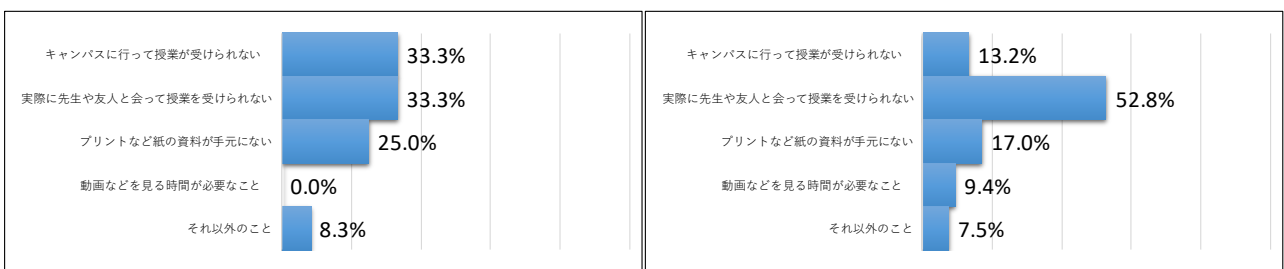 キャンパスに行って授業が受けられない 33.3%
実際に先生や友人と会って授業を受けられない 33.3%
プリントなど紙の資料が手元にない 25.0%
動画などを見る時間が必要なこと 0.0%
それ以外のこと 8.3%
キャンパスに行って授業が受けられない 13.2%
実際に先生や友人と会って授業を受けられない 52.8%
プリントなど紙の資料が手元にない 17.0%
動画などを見る時間が必要なこと 9.4%
それ以外のこと 7.5%